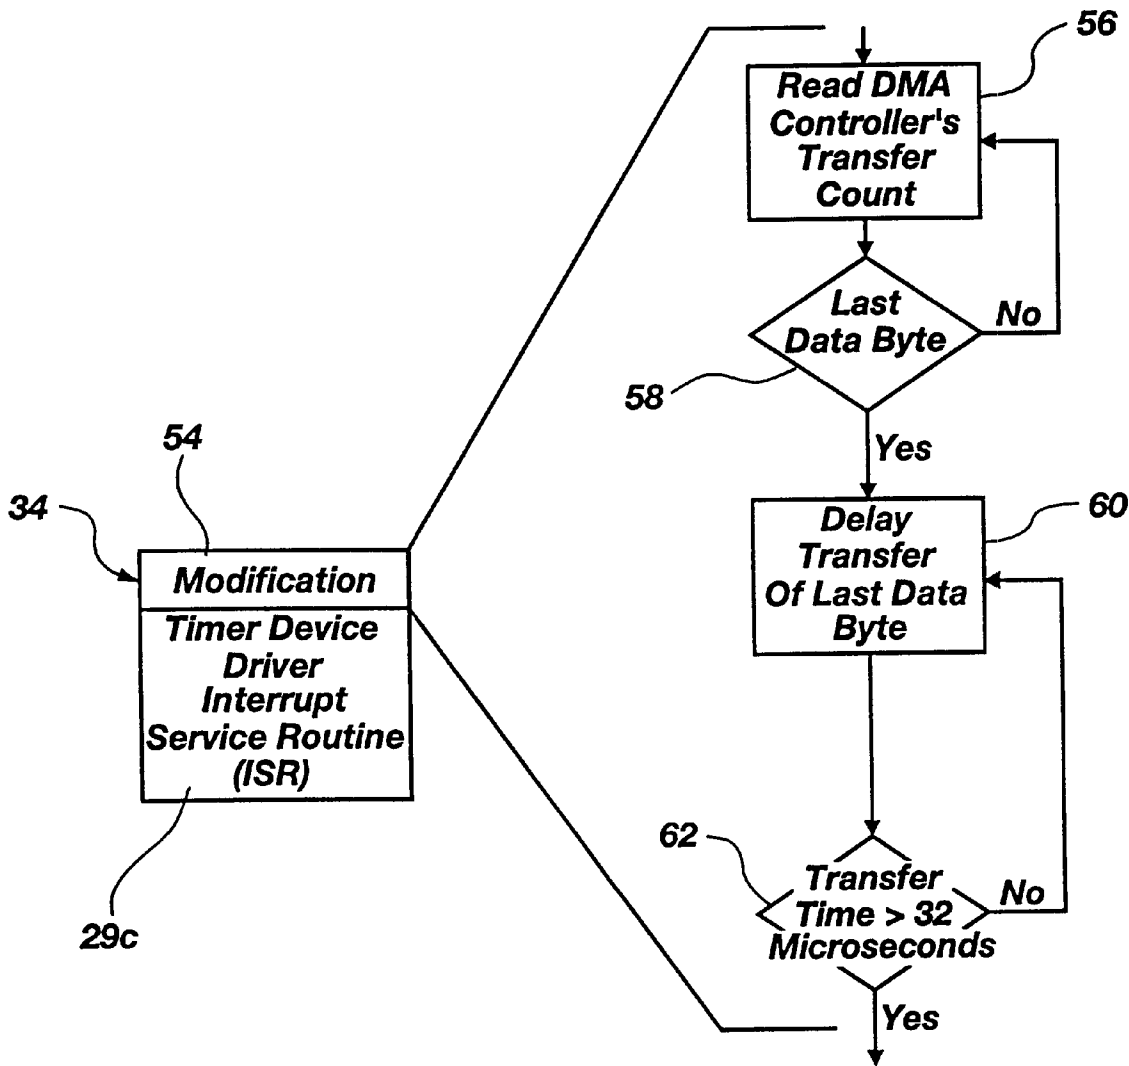 56
Read DMA
Controller's
Transfer
Count
Last
Data Byte
No
58
Yes
54
34
Modification
Timer Device
Driver
Interrupt
Service Routine
(ISR)
29c
60
Delay
Transfer
Of Last Data
Byte
62
Transfer
Time > 32
Microseconds
No
Yes